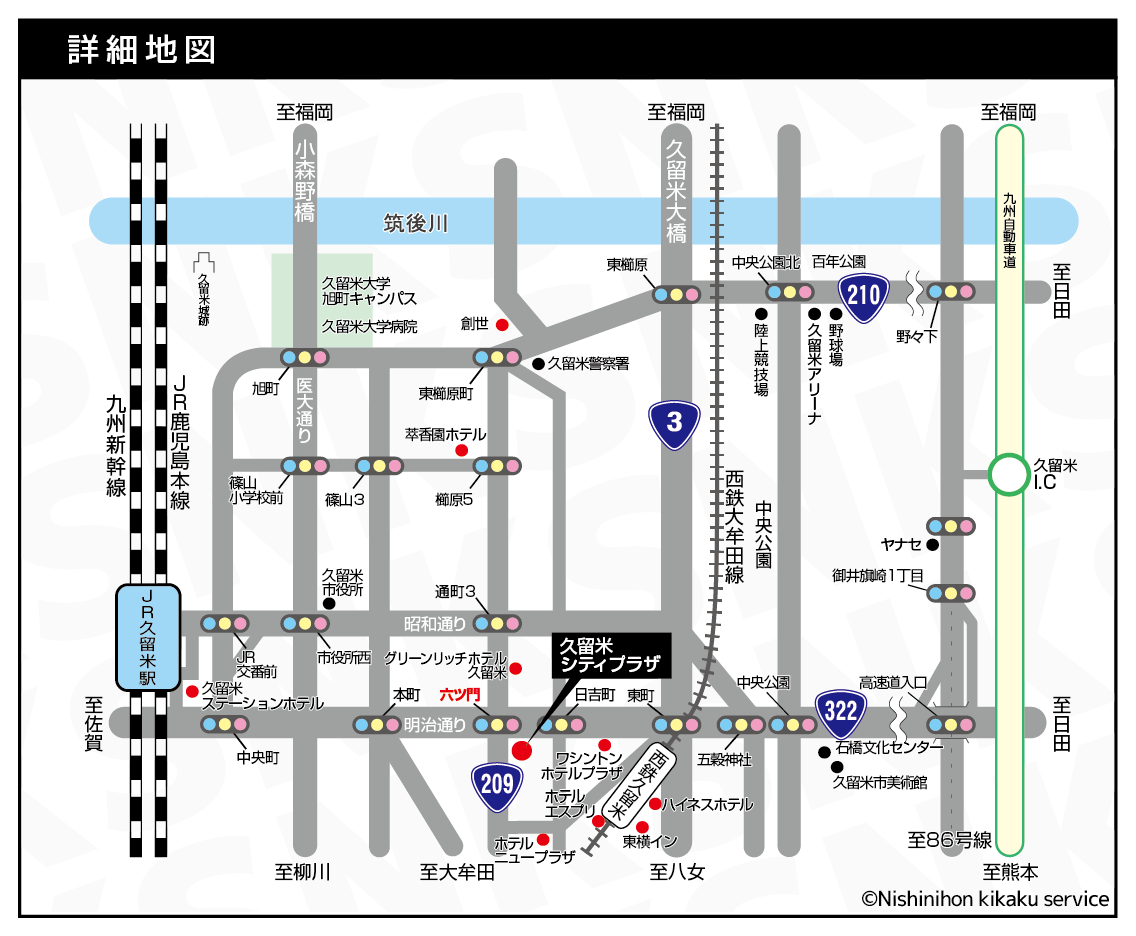 詳細地図
至福岡
至福岡
至福岡
小森野橋
久留米大橋
九州自動車道
筑後川
久留米城跡
久留米大学
旭町キャンパス
久留米大学病院
東櫛原
中央公園北
百年公園
210
至日田
創世
陸上競技場
久留米アリーナ
野球場
野々下
旭町
医大通り
東櫛原町
久留米警察署
JR鹿児島本線
九州新幹線
3
萃香園ホテル
篠山
小学校前
篠山3
櫛原5
西鉄大牟田線
中央公園
久留米
I.C
ヤナセ
御井旗崎1丁目
久留米
市役所
通町3
昭和通り
JR久留米駅
JR
交番前
市役所西
グリーンリッチホテル
久留米
久留米
シティプラザ
久留米
ステーションホテル
本町
六ツ門
日吉町
東町
中央公園
322
高速道入口
至佐賀
明治通り
至日田
中央町
五穀神社
石橋文化センター
久留米市美術館
209
ワシントン
ホテルプラザ
西鉄久留米
ホテル
エスプリ
ハイネスホテル
東横イン
ホテル
ニュープラザ
至86号線
至柳川
至大牟田
至八女
至熊本
©Nishinihon kikaku service